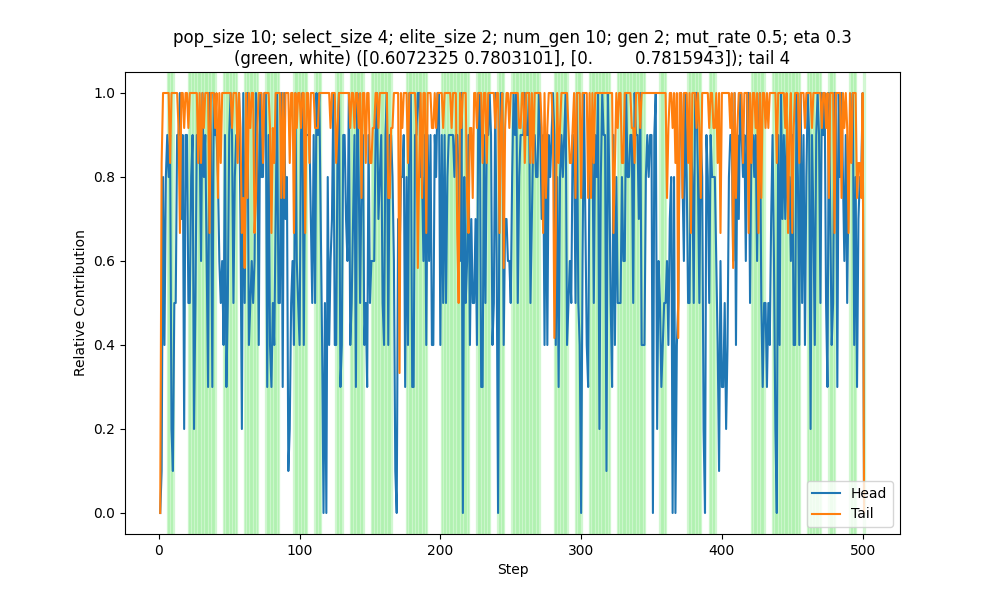 pop_size 10; select_size 4; elite_size 2; num_gen 10; gen 2; mut_rate 0.5; eta 0.3
(green, white) ([0.6072325 0.7803101], [0.        0.7815943]); tail 4
1.0
0.8
0.6
0.4
0.2
0.0
Relative Contribution
Head
Tail
0
100
200
300
400
500
Step